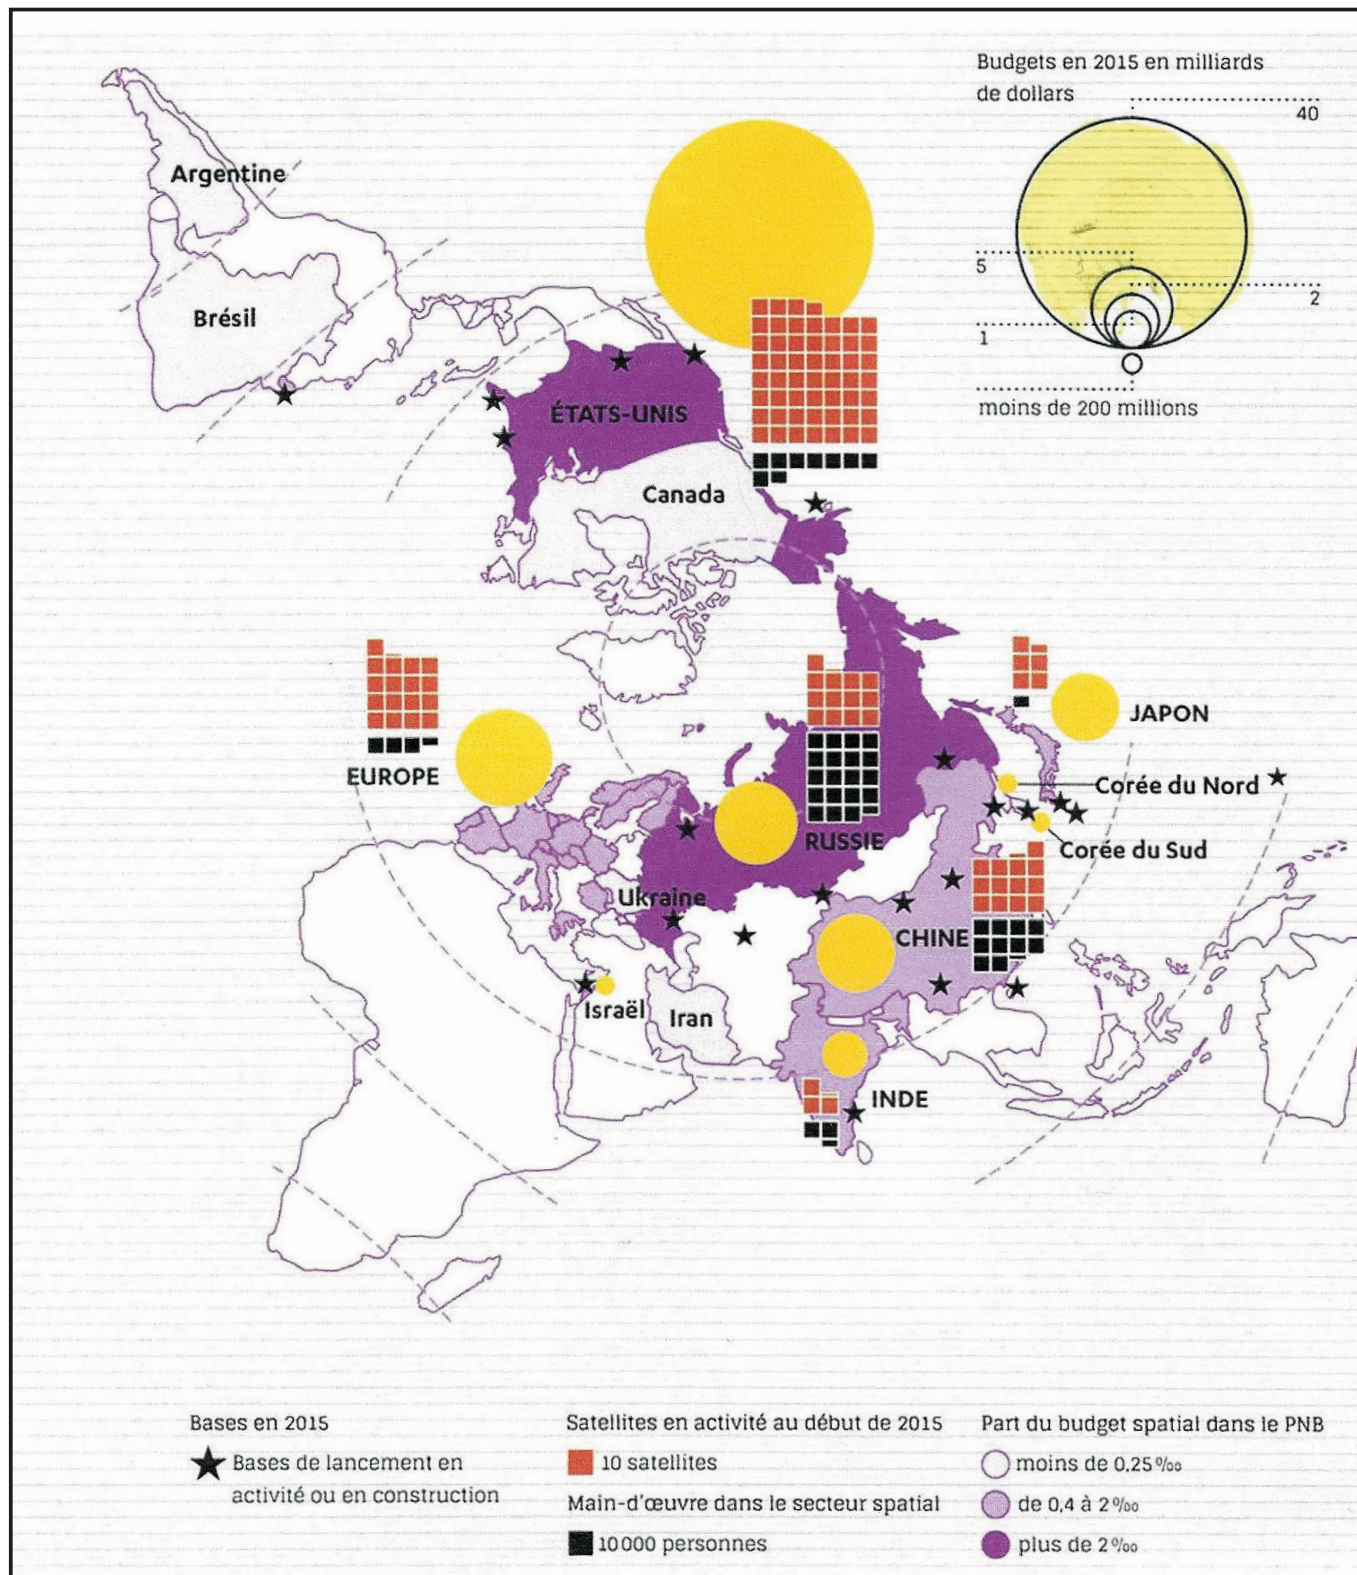 Budgets en 2015 en milliards
de dollars
40
5
2
1
moins de 200 millions
Argentine
Brésil
ÉTATS-UNIS
Canada
EUROPE
RUSSIE
JAPON
Corée du Nord
Corée du Sud
Ukraine
CHINE
Israël
Iran
INDE
Bases en 2015
Bases de lancement en
activité ou en construction
Satellites en activité au début de 2015
10 satellites
Main-d'œuvre dans le secteur spatial
10 000 personnes
Part du budget spatial dans le PNB
moins de 0,25 ‰
de 0,4 à 2 ‰
plus de 2 ‰